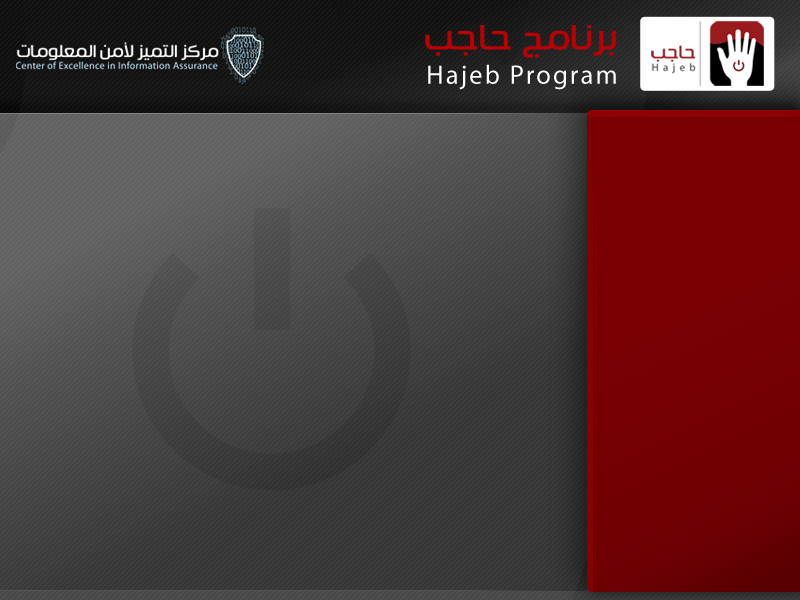 مركز التميز لأمن المعلومات
Center of Excellence in Information Assurance
برنامج حاجب
Hajeb Program
حاجب
Hajeb